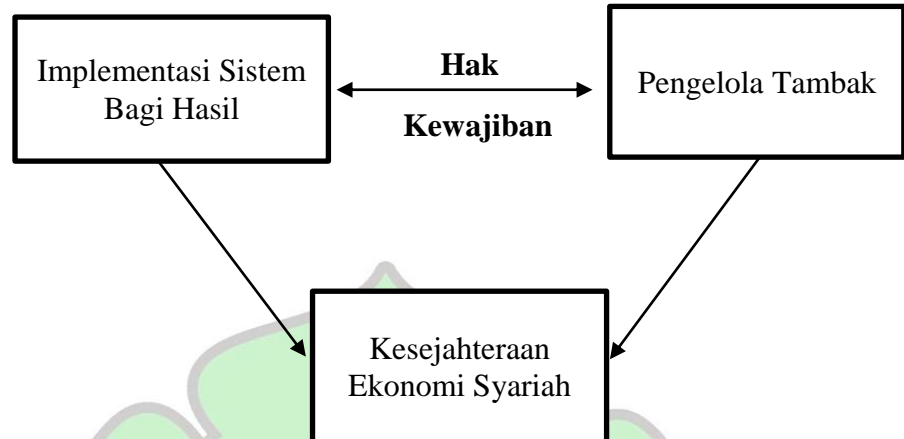 Implementasi Sistem
Bagi Hasil
Hak
Kewajiban
Pengelola Tambak
Kesejahteraan
Ekonomi Syariah